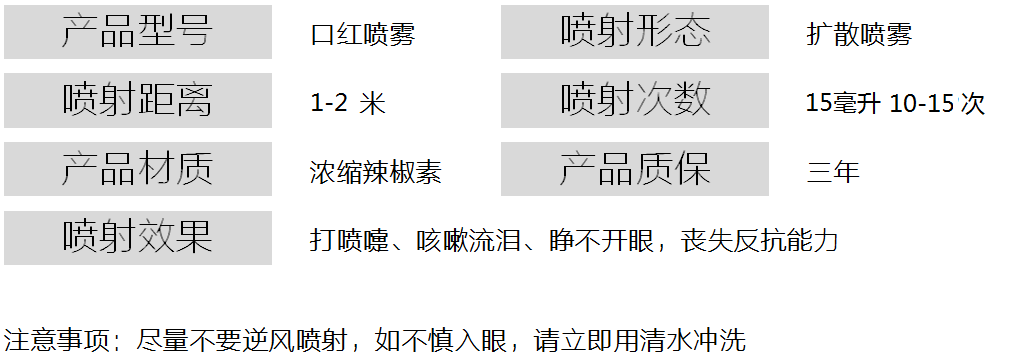 产品型号 口红喷雾 喷射形态 扩散喷雾
喷射距离 1-2 米 喷射次数 15毫升 10-15 次
产品材质 浓缩辣椒素 产品质保 三年
喷射效果 打喷嚏、咳嗽流泪、睁不开眼，丧失反抗能力
注意事项：尽量不要逆风喷射，如不慎入眼，请立即用清水冲洗